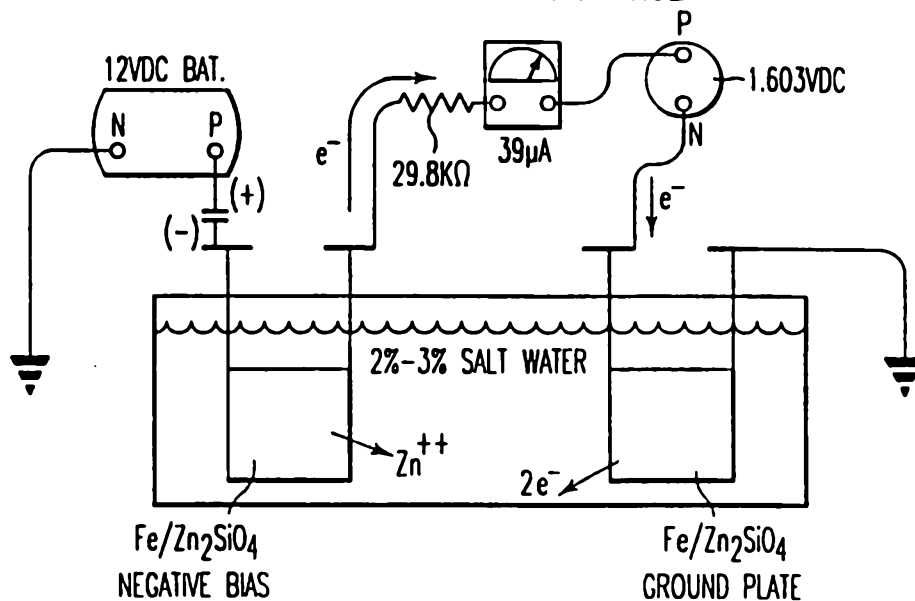 P
12VDC BAT.
1.603VDC
N P
N
e⁻
39µA
29.8KΩ
(+)
(-)
e⁻
2%-3% SALT WATER
Zn⁺⁺
2e⁻
Fe/Zn₂SiO₄
NEGATIVE BIAS
Fe/Zn₂SiO₄
GROUND PLATE